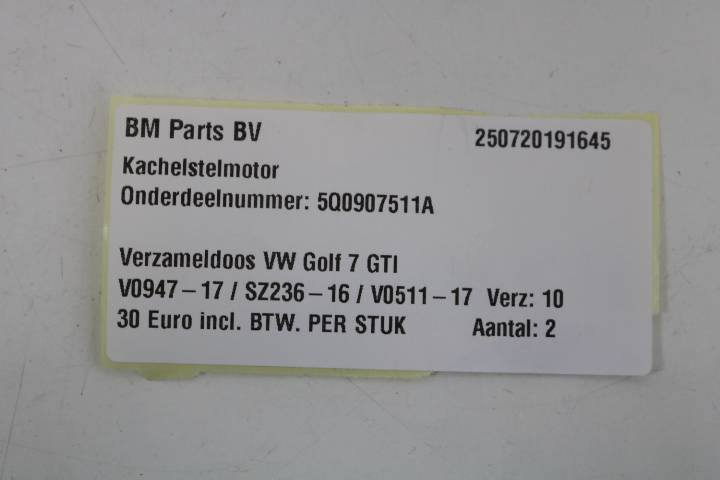 BM Parts BV 250720191645
Kachelstelmotor
Onderdeelnummer: 5Q0907511A
Verzameldoos VW Golf 7 GTI
V0947-17 / SZ236-16 / V0511-17 Verz: 10
30 Euro incl. BTW. PER STUK Aantal: 2